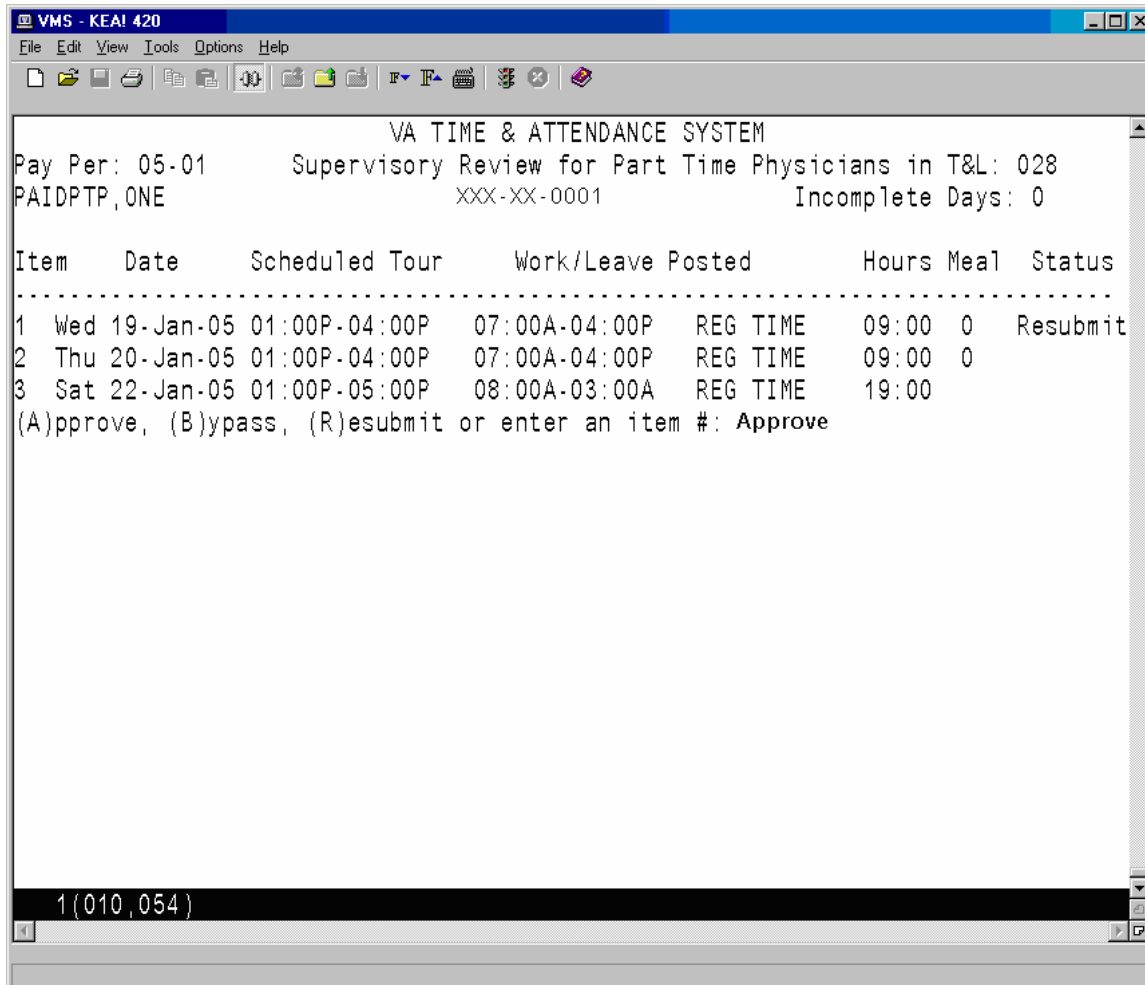 VMS - KEA! 420
File Edit View Tools Options Help
VA TIME & ATTENDANCE SYSTEM
Pay Per: 05-01 Supervisory Review for Part Time Physicians in T&L: 028
PAIDPTP,ONE XXX-XX-0001 Incomplete Days: 0
Item Date Scheduled Tour Work/Leave Posted Hours Meal Status
1 Wed 19-Jan-05 01:00P-04:00P 07:00A-04:00P REG TIME 09:00 0 Resubmit
2 Thu 20-Jan-05 01:00P-04:00P 07:00A-04:00P REG TIME 09:00 0
3 Sat 22-Jan-05 01:00P-05:00P 08:00A-03:00A REG TIME 19:00
(A)pprove, (B)ypass, (R)esubmit or enter an item #: Approve
1(010,054)